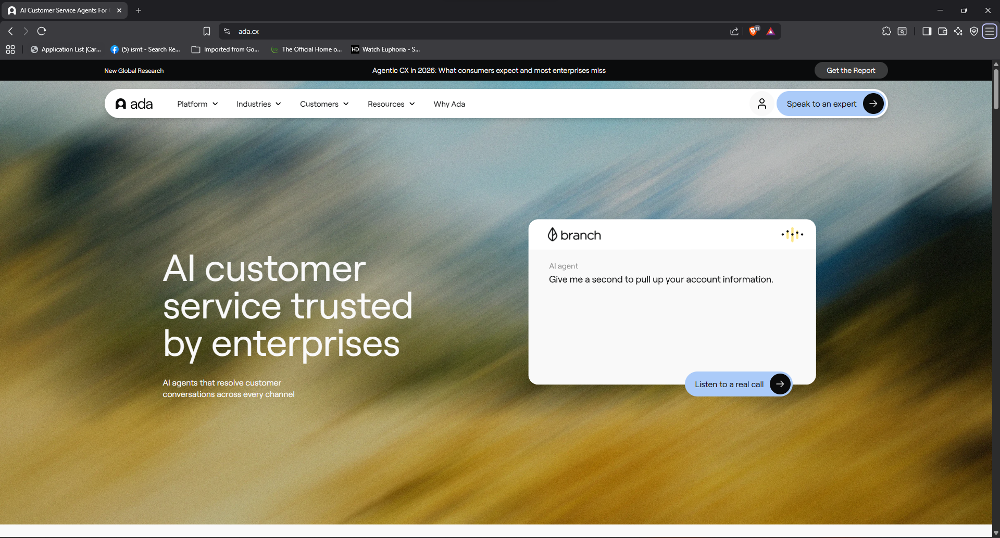 AI Customer Service Agents For
ada.cx
11
Application List |Car...
(5) ismt - Search Re...
Imported from Go...
The Official Home o...
HD
Watch Euphoria - S...
New Global Research
Agentic CX in 2026: What consumers expect and most enterprises miss
Get the Report
ada
Platform
Industries
Customers
Resources
Why Ada
Speak to an expert
AI customer
service trusted
by enterprises
AI agents that resolve customer
conversations across every channel
branch
AI agent
Give me a second to pull up your account information.
Listen to a real call